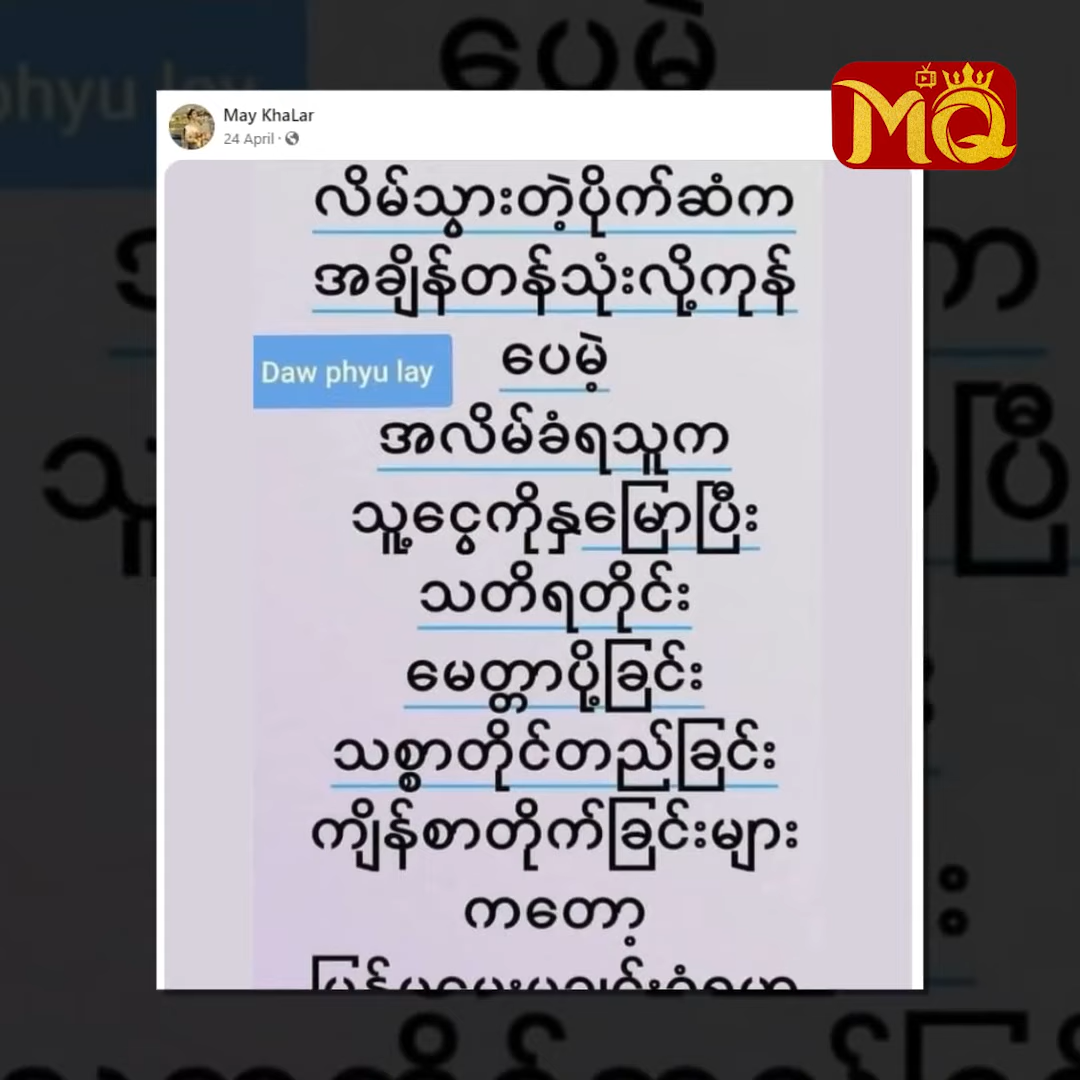 MQ
May KhaLar
24 April
လိမ်သွားတဲ့ပိုက်ဆံက
အချိန်တန်သုံးလို့ကုန်
ပေမဲ့
Daw phyu lay
အလိမ်ခံရသူက
သူ့ငွေကိုနှမြောပြီး
သတိရတိုင်း
မေတ္တာပို့ခြင်း
သစ္စာတိုင်တည်ခြင်း
ကျိန်စာတိုက်ခြင်းများ
ကတော့